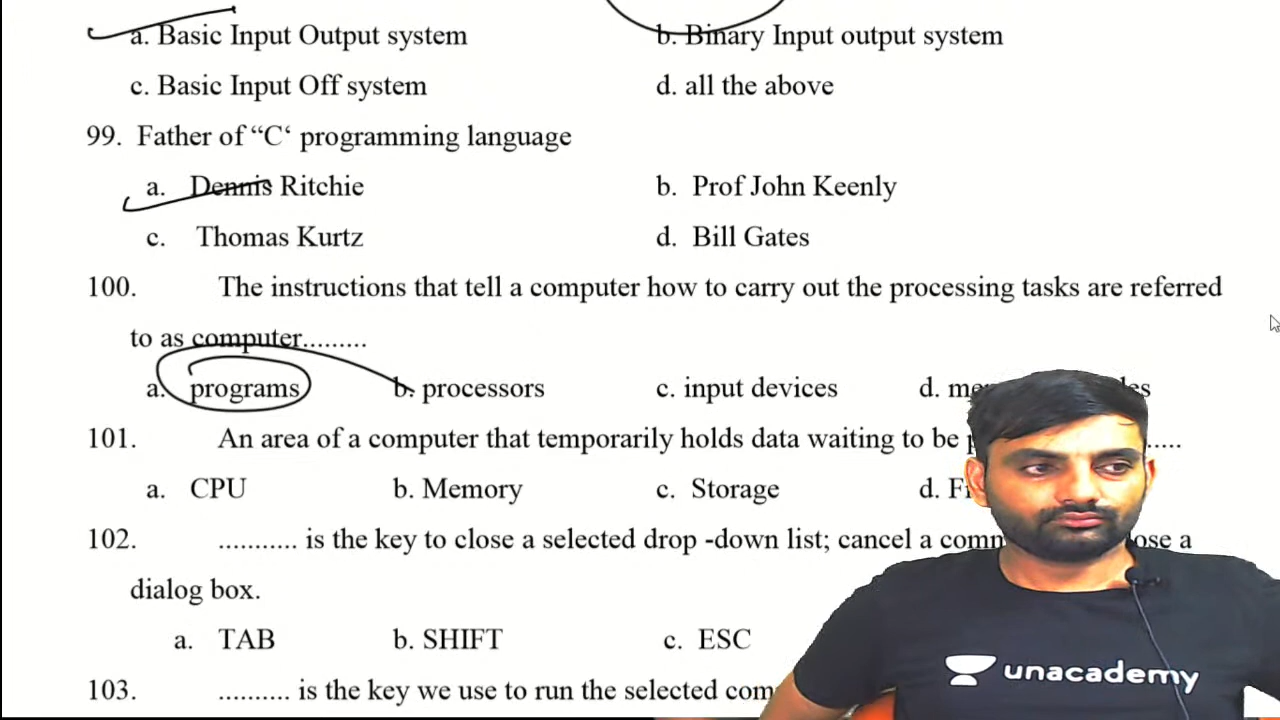 a. Basic Input Output system b. Binary Input output system
c. Basic Input Off system d. all the above
99. Father of “C‘ programming language
a. Dennis Ritchie b. Prof John Keenly
c. Thomas Kurtz d. Bill Gates
100. The instructions that tell a computer how to carry out the processing tasks are referred
to as computer.........
a. programs b. processors c. input devices d.
101. An area of a computer that temporarily holds data waiting to be .....
a. CPU b. Memory c. Storage d.
102. ........... is the key to close a selected drop -down list; cancel a a
dialog box.
a. TAB b. SHIFT c. ESC
103. .......... is the key we use to run the selected
unacademy